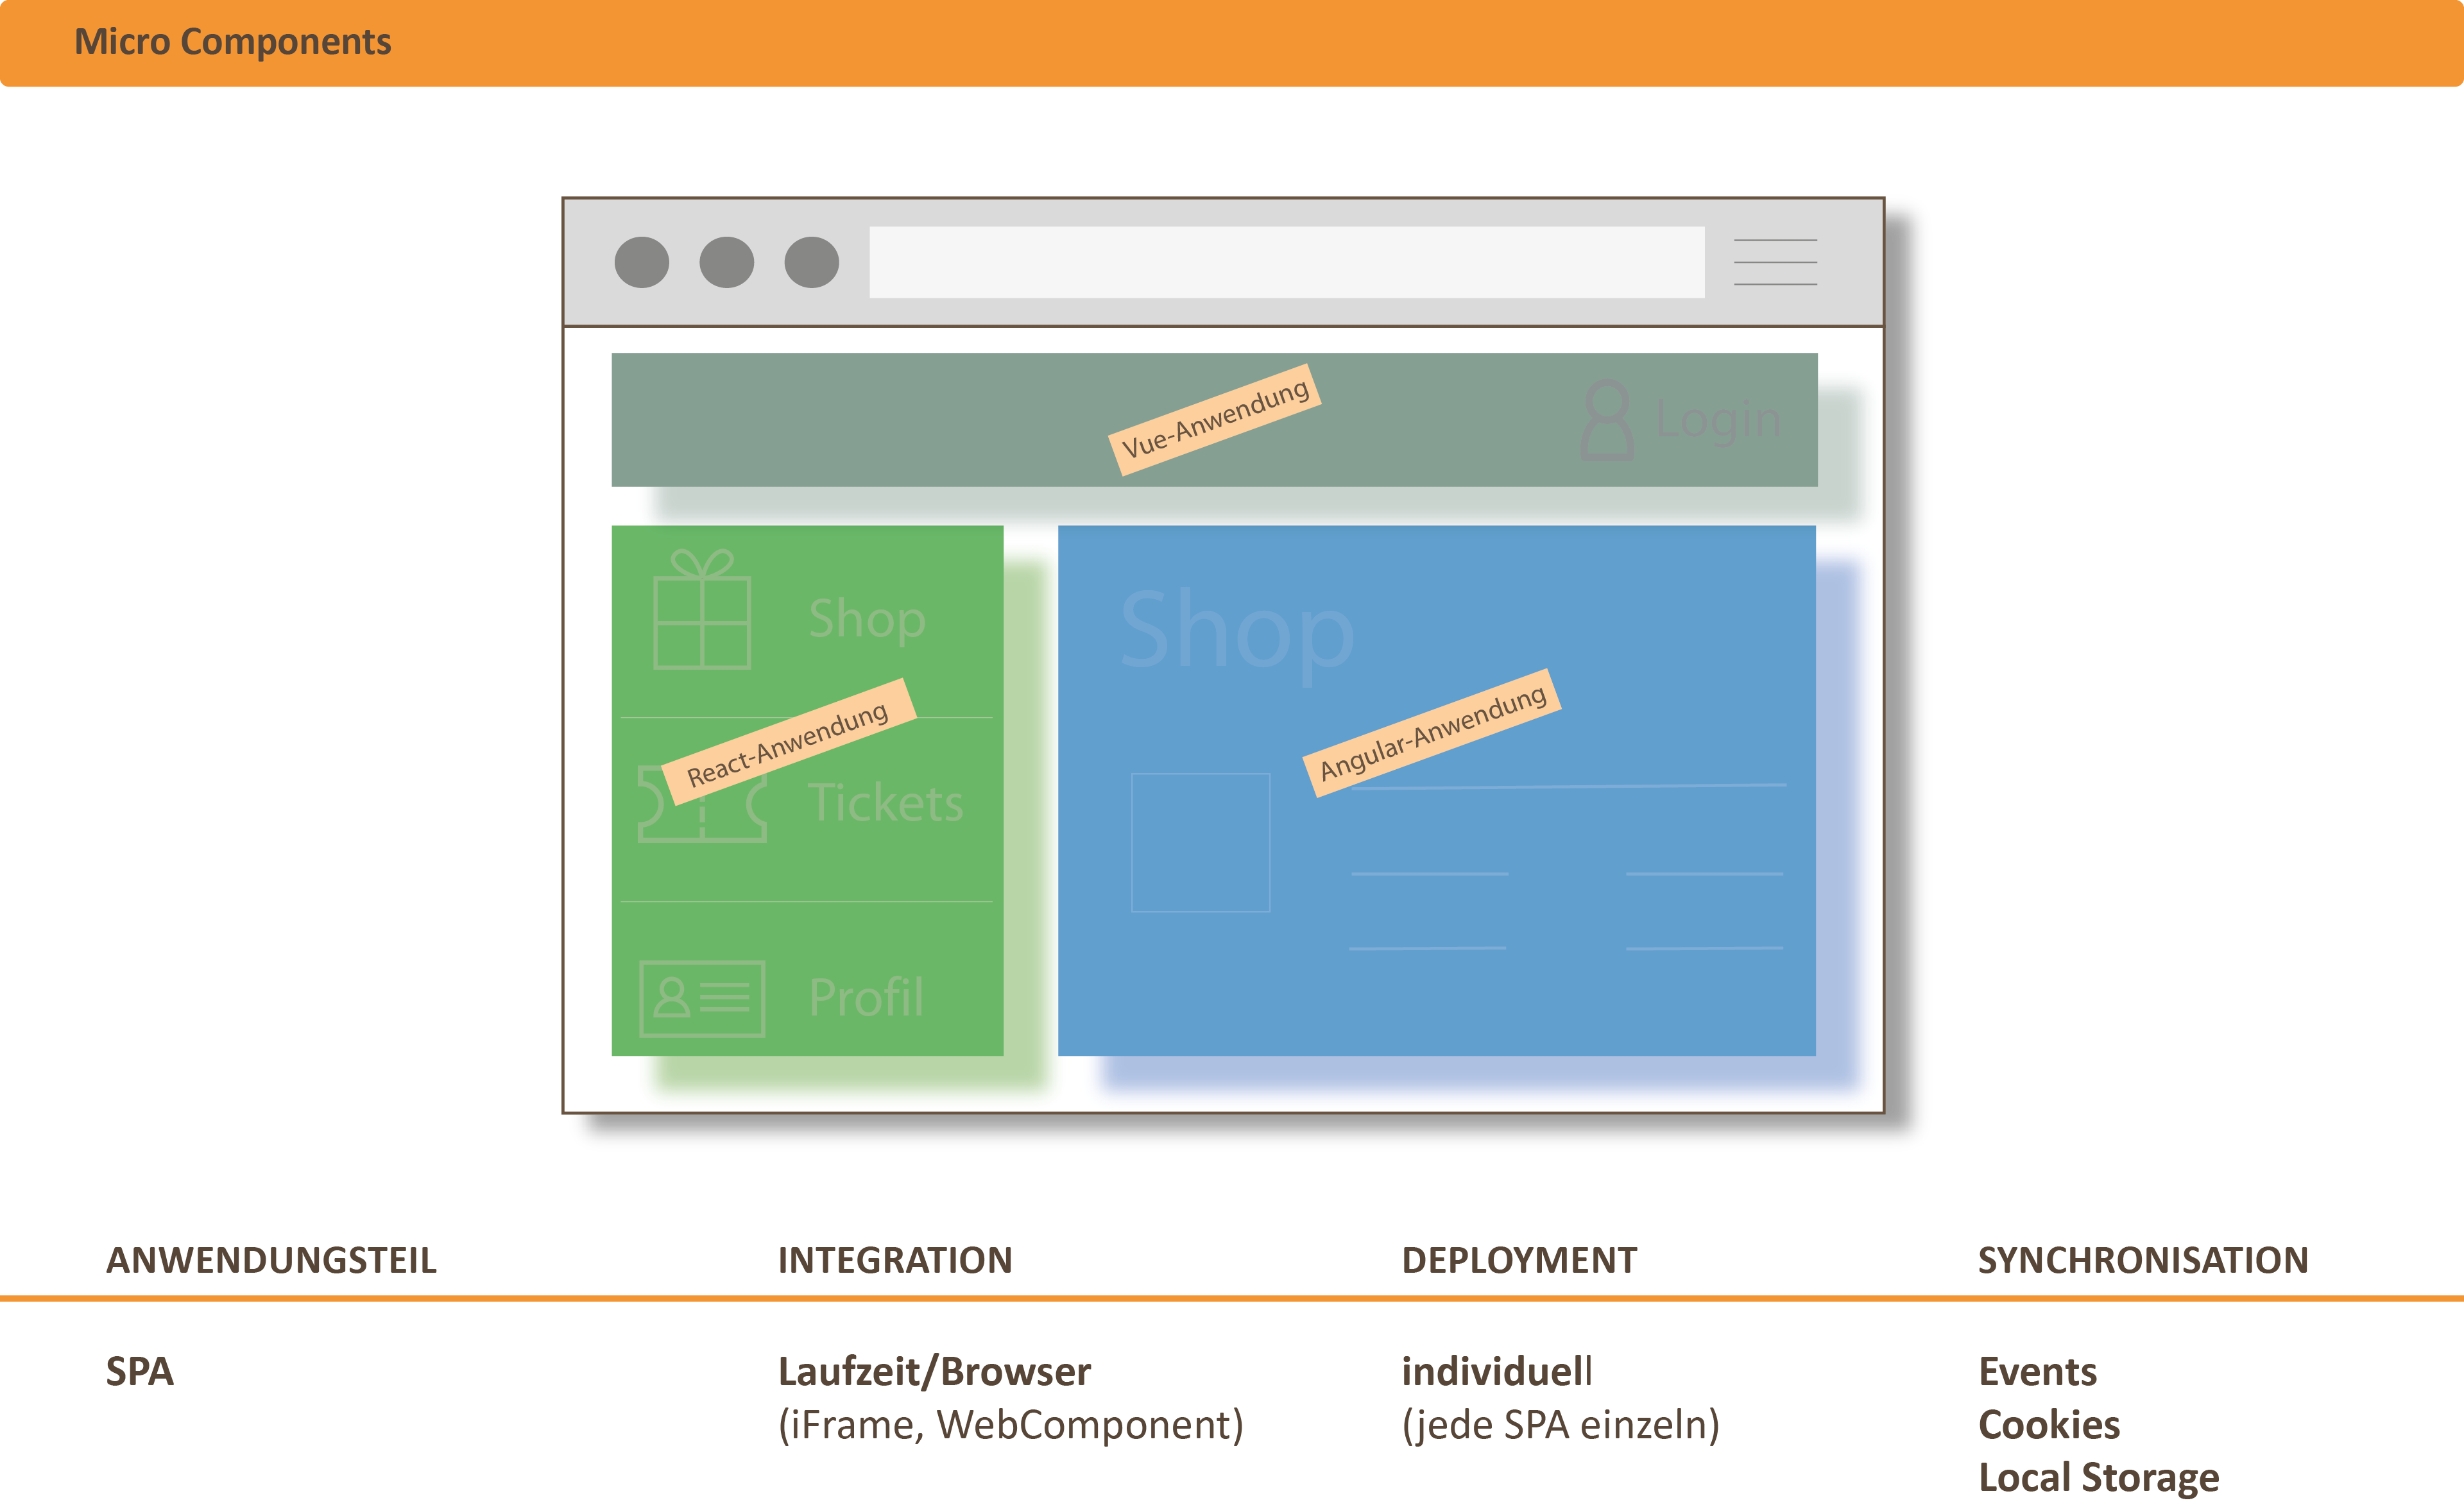 Micro Components
Vue-Anwendung
Login
Shop
Shop
React-Anwendung
Angular-Anwendung
Tickets
Profil
ANWENDUNGSTEIL
INTEGRATION
DEPLOYMENT
SYNCHRONISATION
SPA
Laufzeit/Browser
(iFrame, WebComponent)
individuell
(jede SPA einzeln)
Events
Cookies
Local Storage